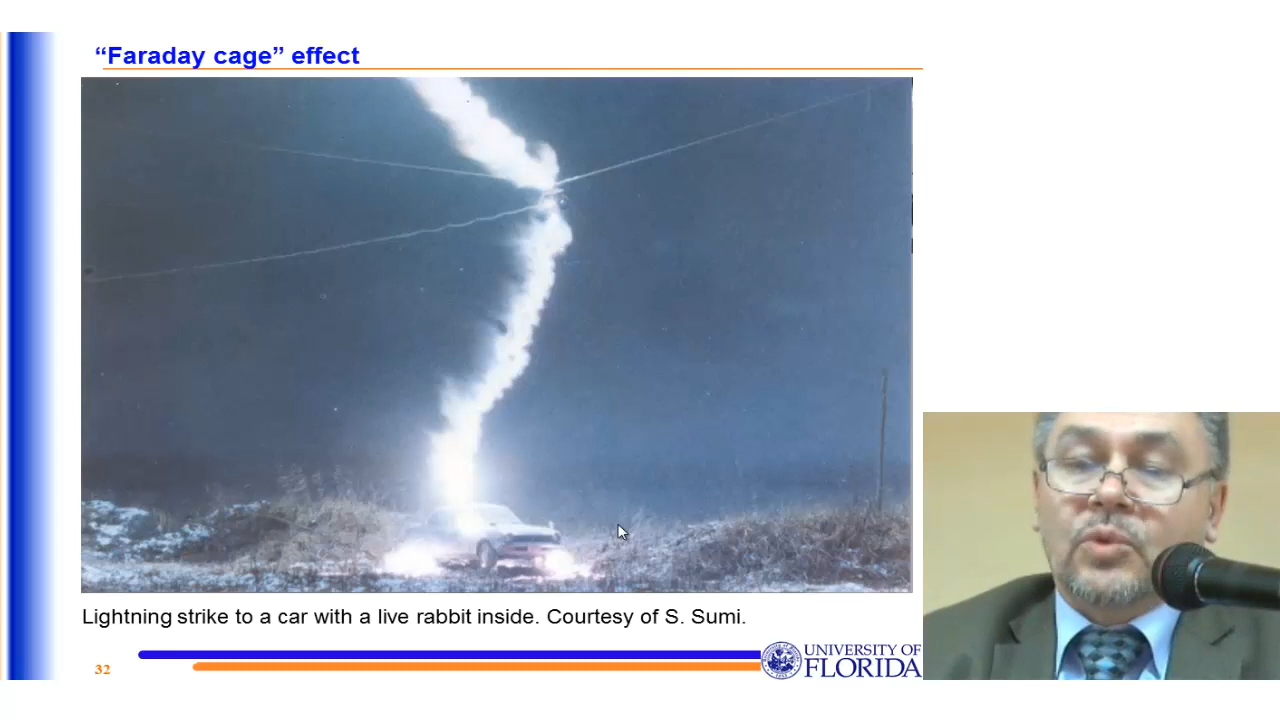 “Faraday cage” effect
Lightning strike to a car with a live rabbit inside. Courtesy of S. Sumi.
32
UNIVERSITY OF
FLORIDA